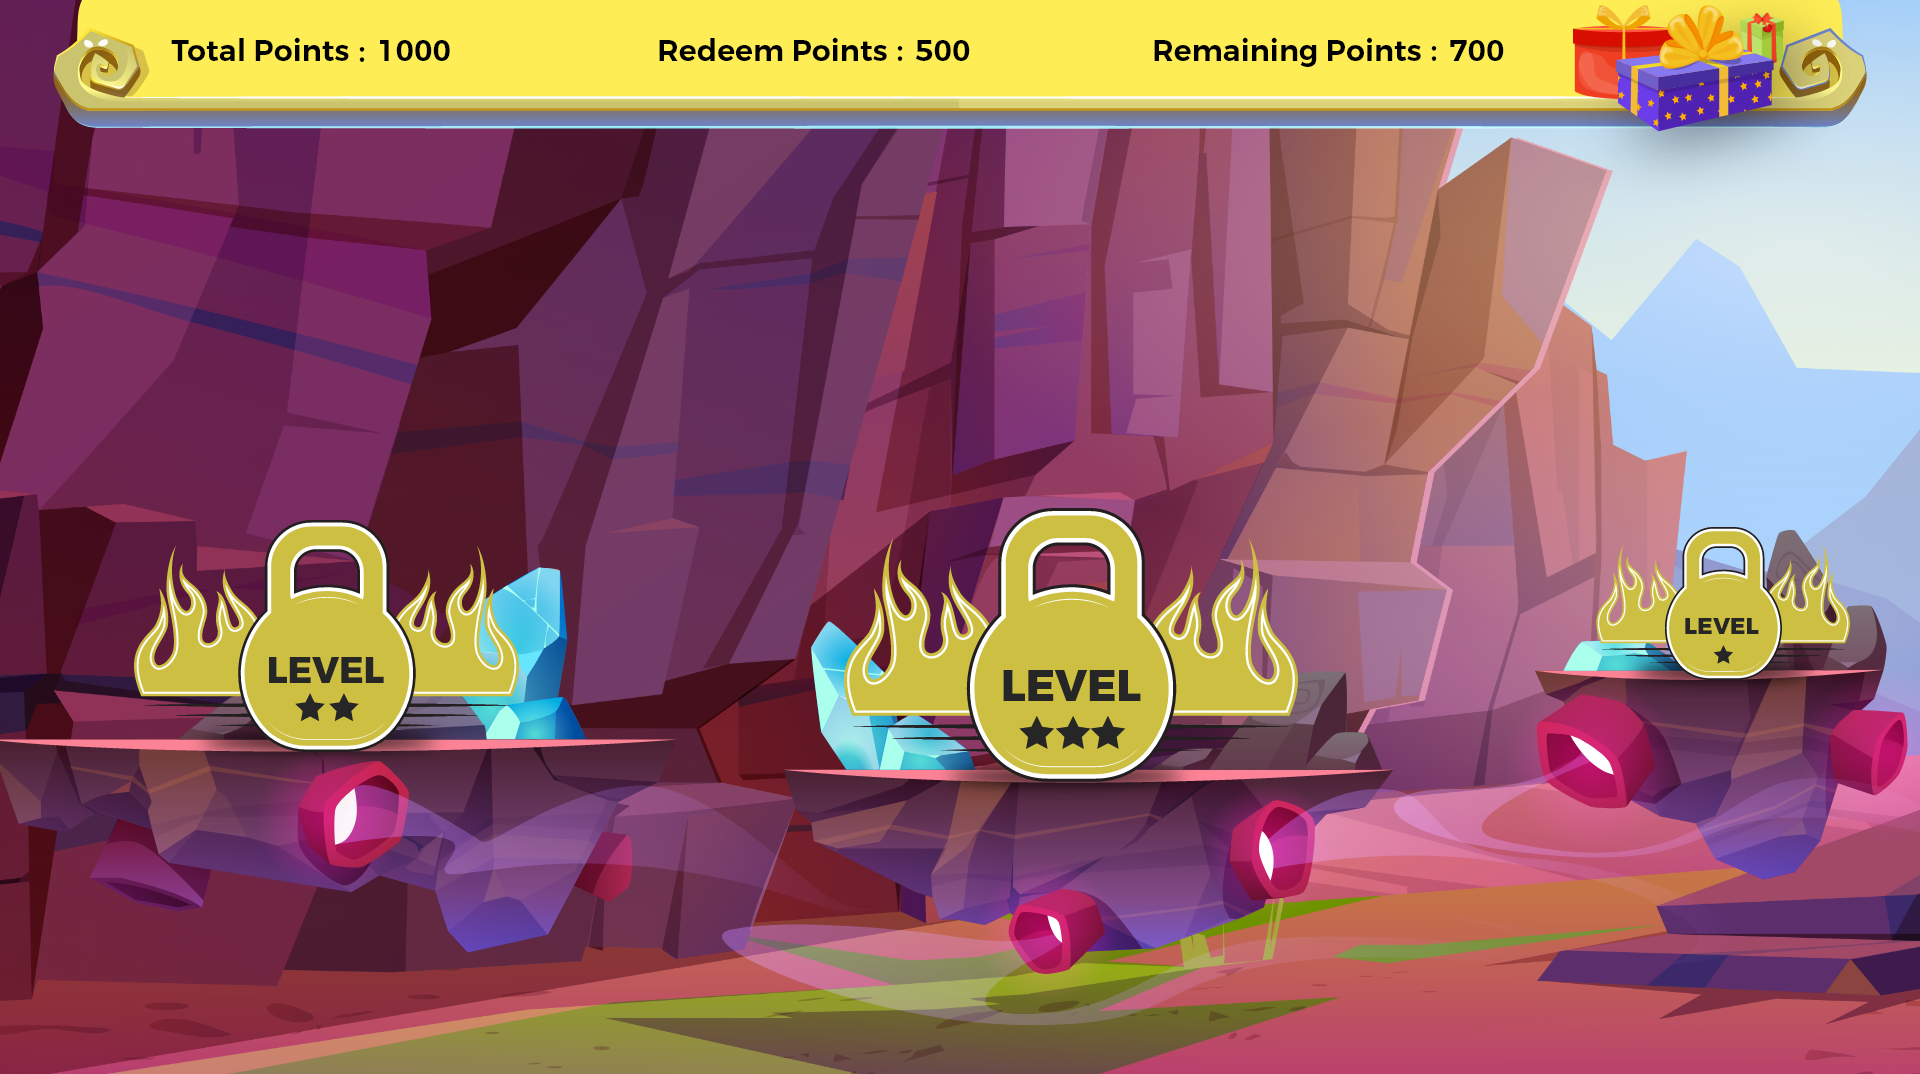 Total Points : 1000
Redeem Points : 500
Remaining Points : 700
LEVEL
LEVEL
LEVEL